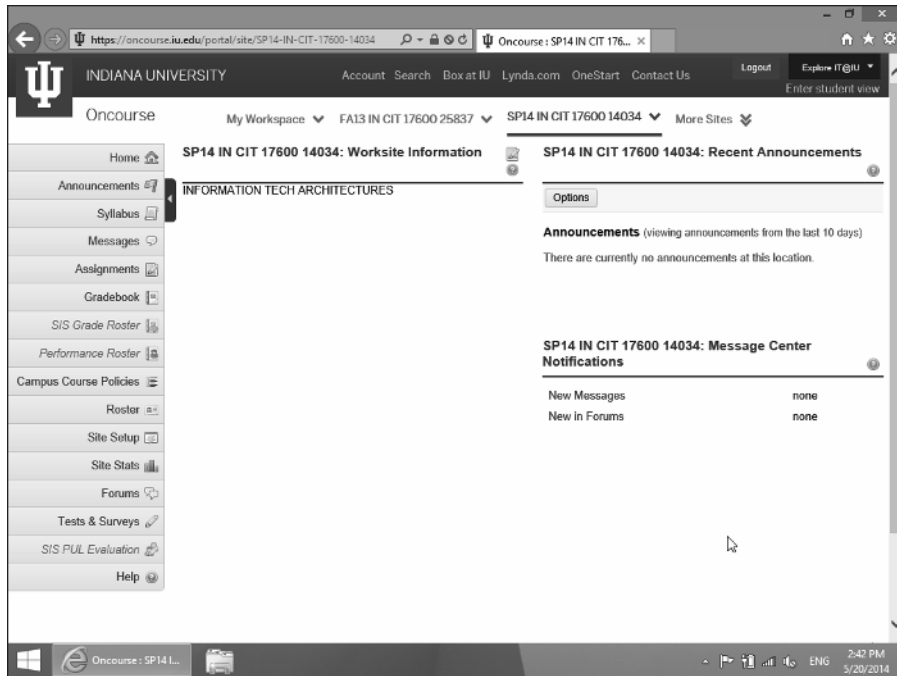 https://oncourse.iu.edu/portal/site/SP14-IN-CIT-17600-14034
Oncourse : SP14 IN CIT 176...
INDIANA UNIVERSITY
Account Search Box at IU Lynda.com OneStart Contact Us
Logout
Explore IT@IU
Enter student view
Oncourse
My Workspace
FA13 IN CIT 17600 25837
SP14 IN CIT 17600 14034
More Sites
Home
Announcements
Syllabus
Messages
Assignments
Gradebook
SIS Grade Roster
Performance Roster
Campus Course Policies
Roster
Site Setup
Site Stats
Forums
Tests & Surveys
SIS PUL Evaluation
Help
SP14 IN CIT 17600 14034: Worksite Information
INFORMATION TECH ARCHITECTURES
SP14 IN CIT 17600 14034: Recent Announcements
Options
Announcements (viewing announcements from the last 10 days)
There are currently no announcements at this location.
SP14 IN CIT 17600 14034: Message Center
Notifications
New Messages none
New in Forums none
Oncourse : SP14 I...
ENG
2:42 PM
5/20/2014